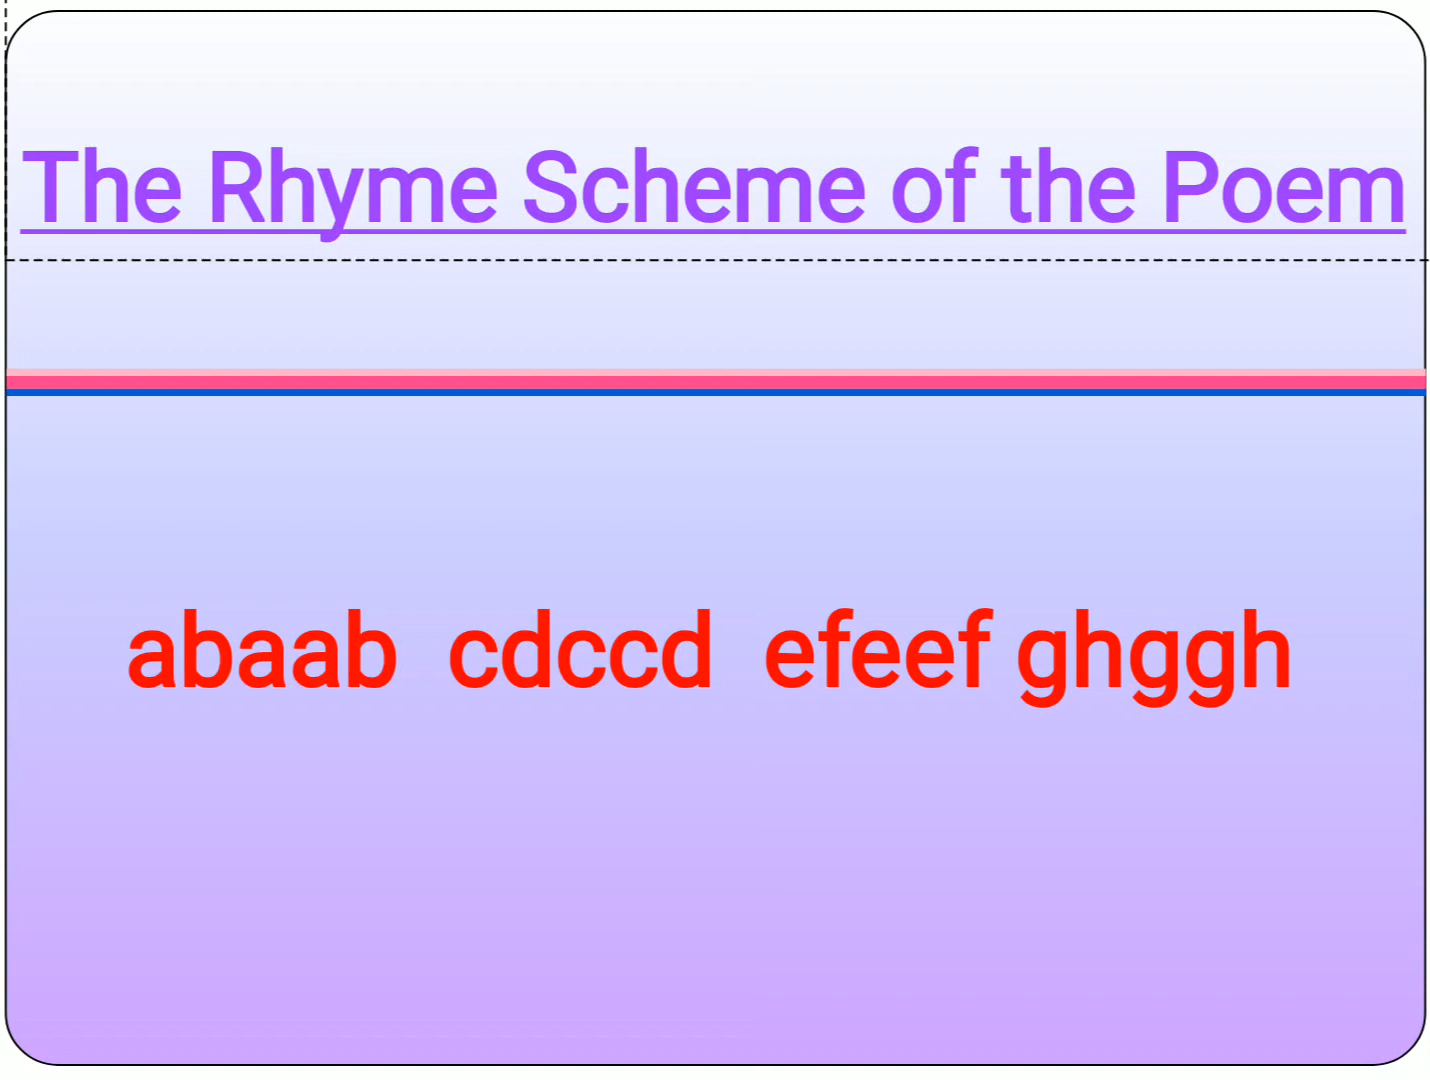 The Rhyme Scheme of the Poem
abaab cdccd efeef ghggh